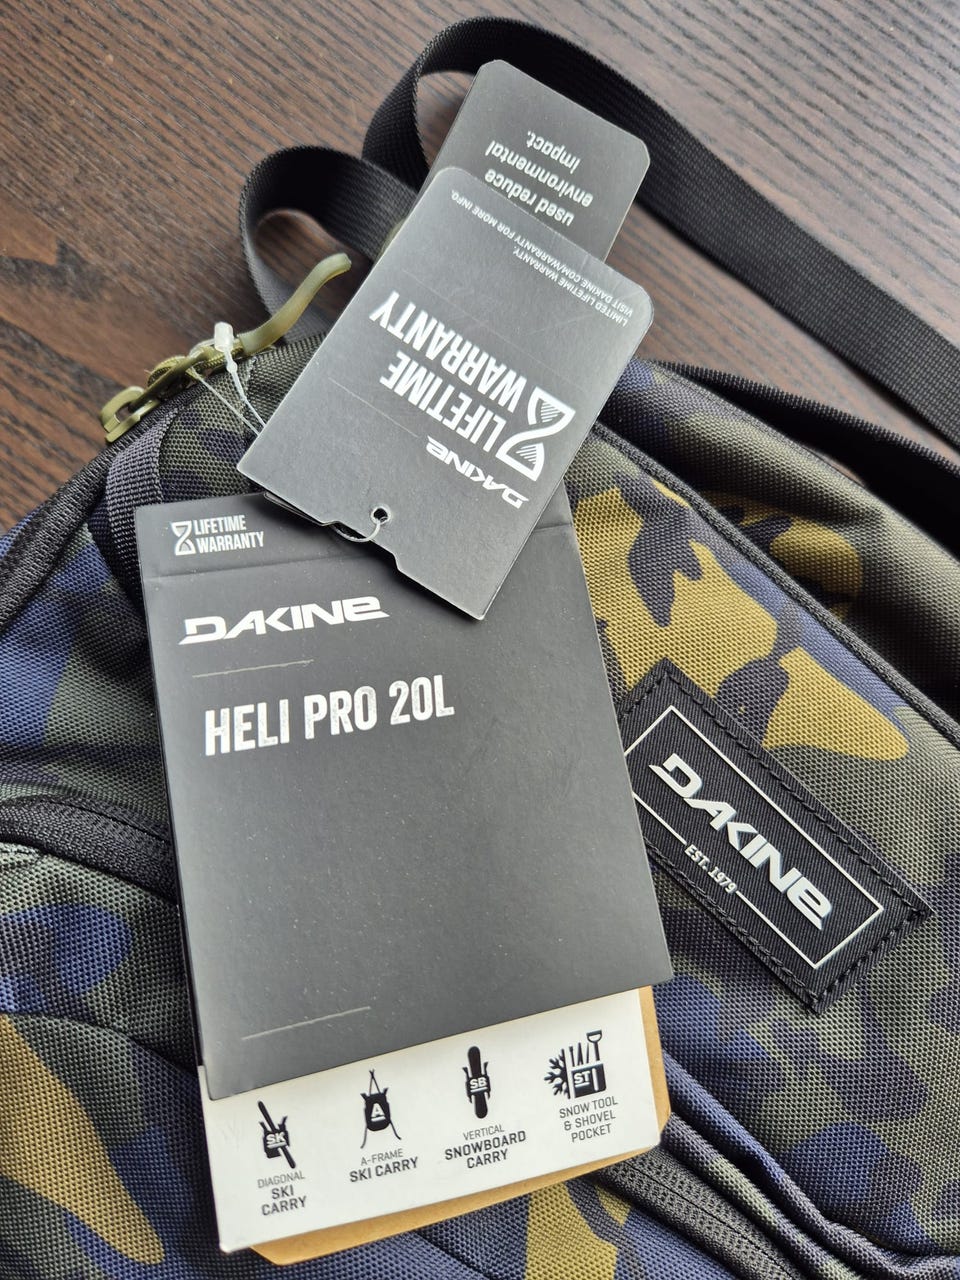 used reduce
environmental
impact.
DAKINE
LIFETIME
WARRANTY
LIMITED LIFETIME WARRANTY.
VISIT DAKINE.COM/WARRANTY FOR MORE INFO.
LIFETIME
WARRANTY
DAKINE
HELI PRO 20L
DAKINE
EST. 1979
SK
DIAGONAL
SKI
CARRY
A
A-FRAME
SKI CARRY
SB
VERTICAL
SNOWBOARD
CARRY
ST
SNOW TOOL
& SHOVEL
POCKET